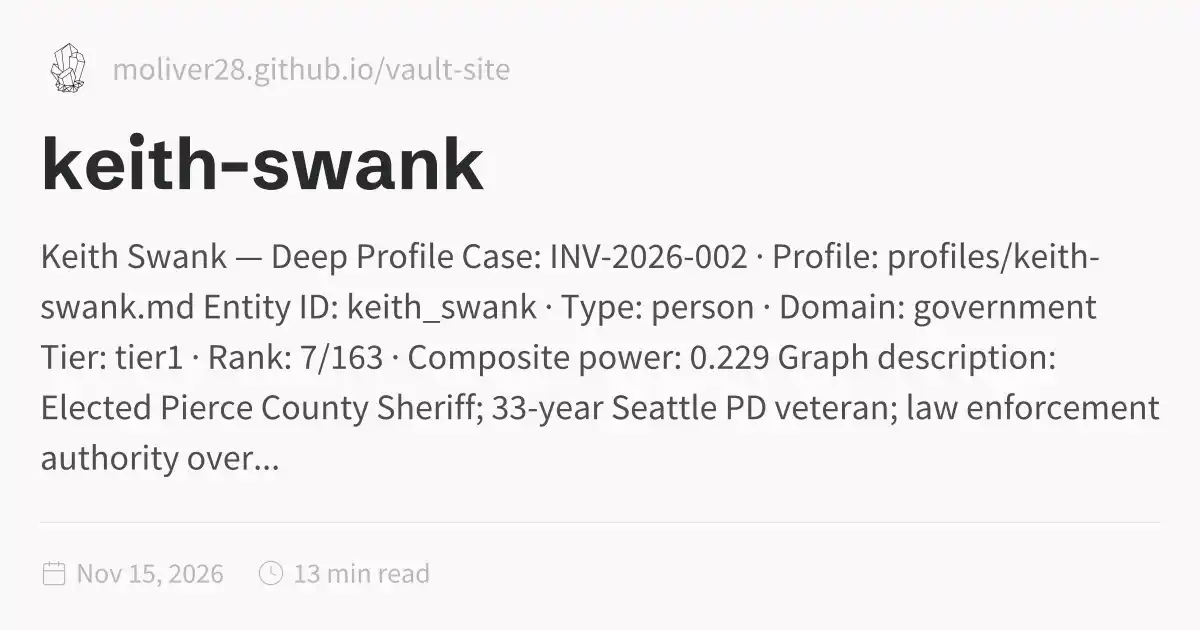 moliver28.github.io/vault-site
keith-swank
Keith Swank — Deep Profile Case: INV-2026-002 · Profile: profiles/keith-
swank.md Entity ID: keith_swank · Type: person · Domain: government
Tier: tier1 · Rank: 7/163 · Composite power: 0.229 Graph description:
Elected Pierce County Sheriff; 33-year Seattle PD veteran; law enforcement
authority over...
Nov 15, 2026 13 min read